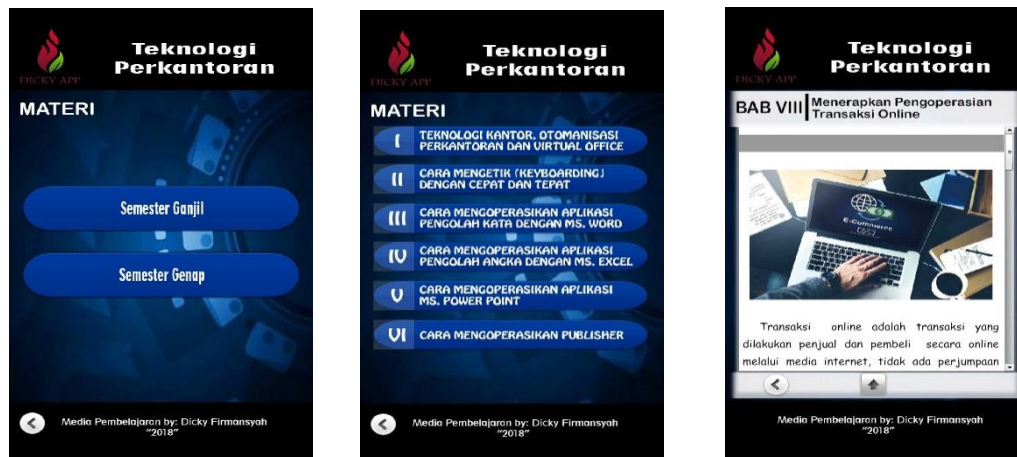 DICKY APP
Teknologi
Perkantoran
MATERI
Semester Ganjil
Semester Genap
Media Pembelajaran by: Dicky Firmansyah
"2018"
DICKY APP
Teknologi
Perkantoran
MATERI
I TEKNOLOGI KANTOR, OTOMANISASI
PERKANTORAN DAN VIRTUAL OFFICE
II CARA MENGETIK (KEYBOARDING)
DENGAN CEPAT DAN TEPAT
III CARA MENGOPERASIKAN APLIKASI
PENGOLAH KATA DENGAN MS. WORD
IV CARA MENGOPERASIKAN APLIKASI
PENGOLAH ANGKA DENGAN MS. EXCEL
V CARA MENGOPERASIKAN APLIKASI
MS. POWER POINT
VI CARA MENGOPERASIKAN PUBLISHER
Media Pembelajaran by: Dicky Firmansyah
"2018"
DICKY APP
Teknologi
Perkantoran
BAB VIII Menerapkan Pengoperasian
Transaksi Online
E-Commerce
Transaksi online adalah transaksi yang
dilakukan penjual dan pembeli secara online
melalui media internet, tidak ada perjumpaan
Media Pembelajaran by: Dicky Firmansyah
"2018"